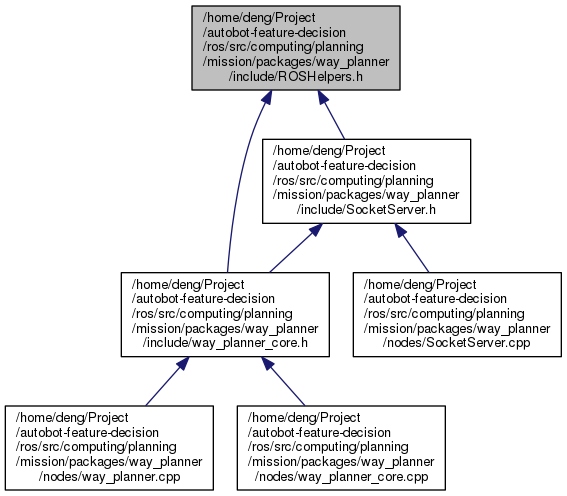 /home/deng/Project
/autobot-feature-decision
/ros/src/computing/planning
/mission/packages/way_planner
/include/ROSHelpers.h
/home/deng/Project
/autobot-feature-decision
/ros/src/computing/planning
/mission/packages/way_planner
/include/SocketServer.h
/home/deng/Project
/autobot-feature-decision
/ros/src/computing/planning
/mission/packages/way_planner
/include/way_planner_core.h
/home/deng/Project
/autobot-feature-decision
/ros/src/computing/planning
/mission/packages/way_planner
/nodes/SocketServer.cpp
/home/deng/Project
/autobot-feature-decision
/ros/src/computing/planning
/mission/packages/way_planner
/nodes/way_planner.cpp
/home/deng/Project
/autobot-feature-decision
/ros/src/computing/planning
/mission/packages/way_planner
/nodes/way_planner_core.cpp